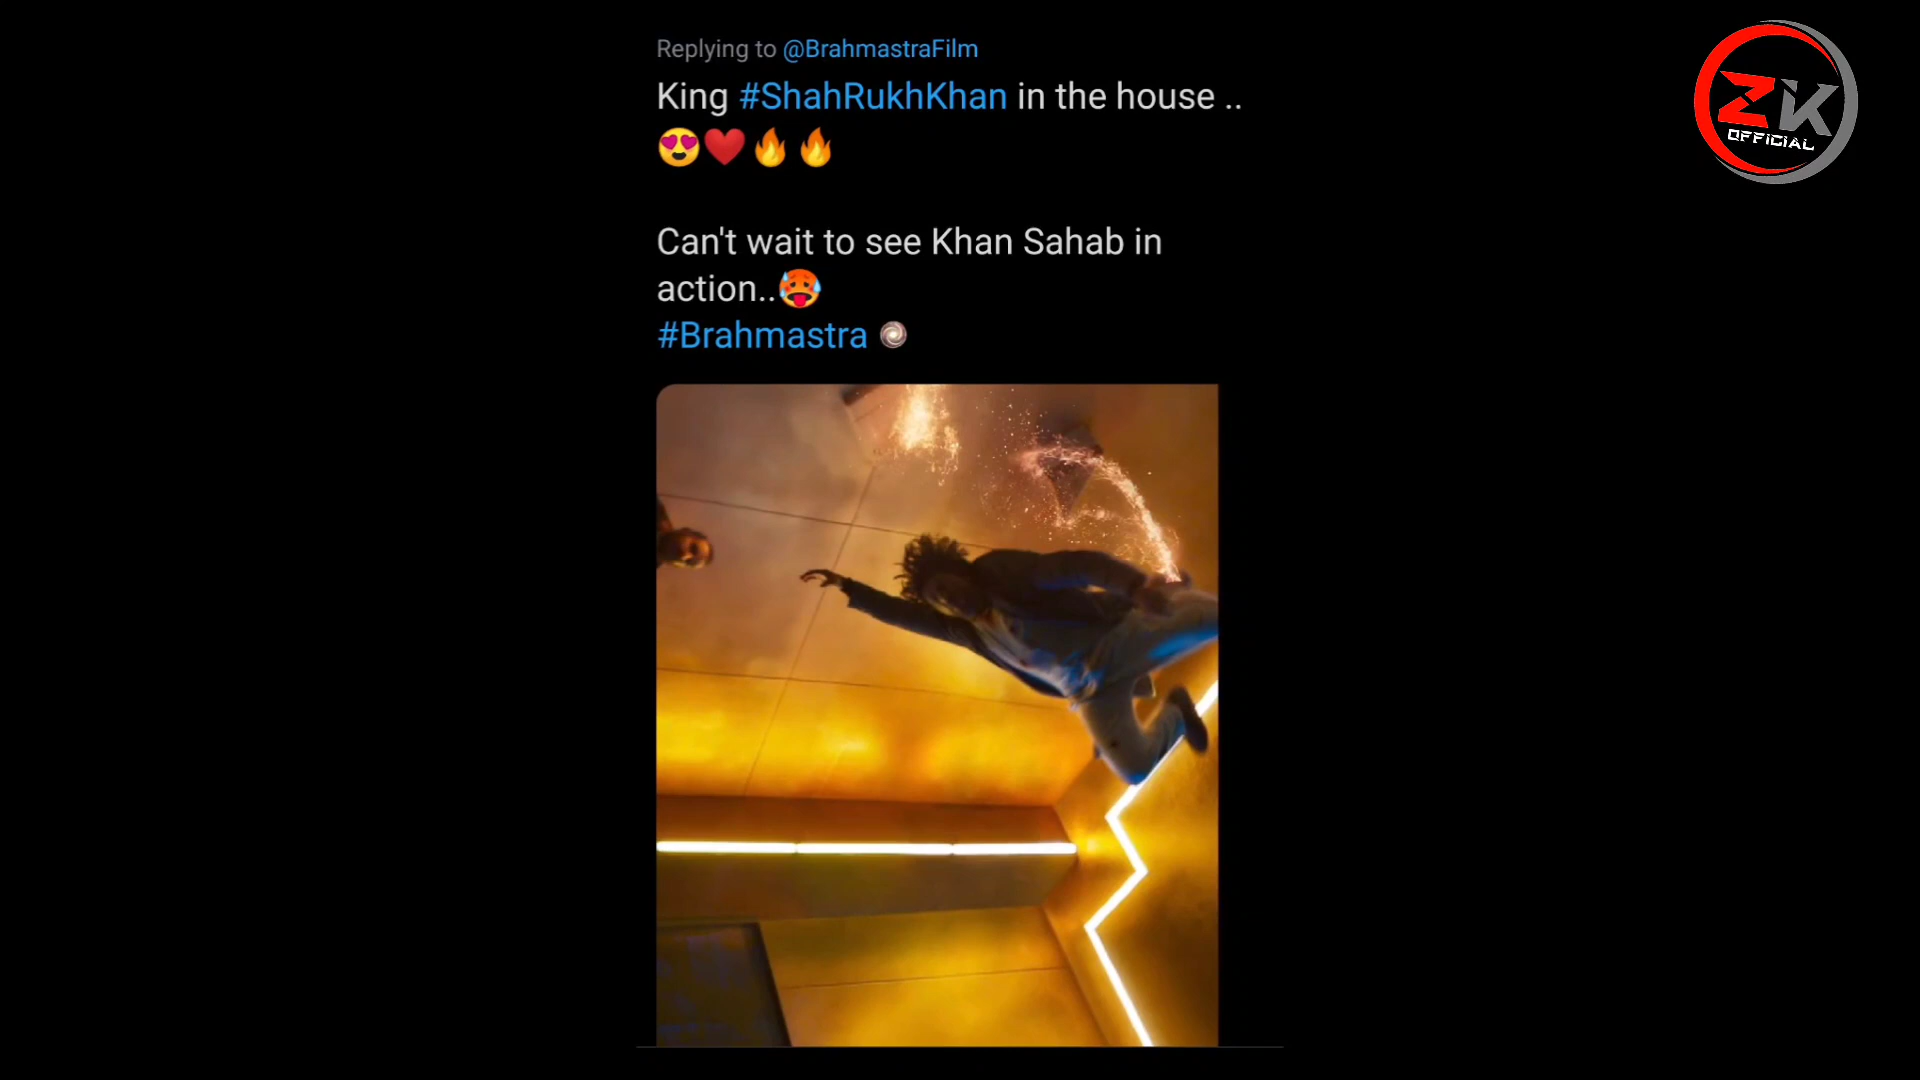 Replying to @BrahmastraFilm
King #ShahRukhKhan in the house ..
😍❤️🔥🔥
Can't wait to see Khan Sahab in
action..🥵
#Brahmastra
ZK
OFFICIAL